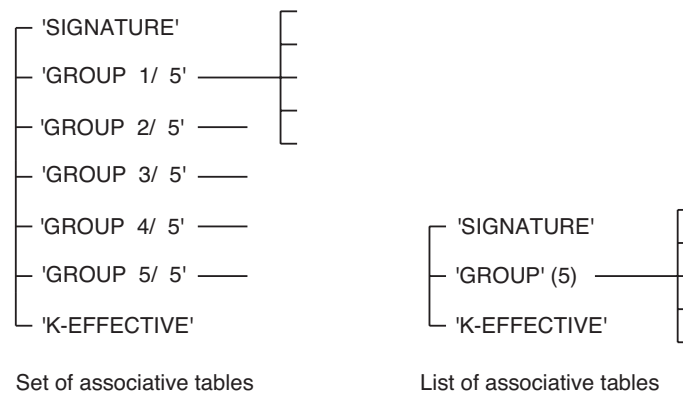 'SIGNATURE'
'GROUP 1/ 5'
'GROUP 2/ 5'
'GROUP 3/ 5'
'GROUP 4/ 5'
'GROUP 5/ 5'
'K-EFFECTIVE'
Set of associative tables
'SIGNATURE'
'GROUP' (5)
'K-EFFECTIVE'
List of associative tables